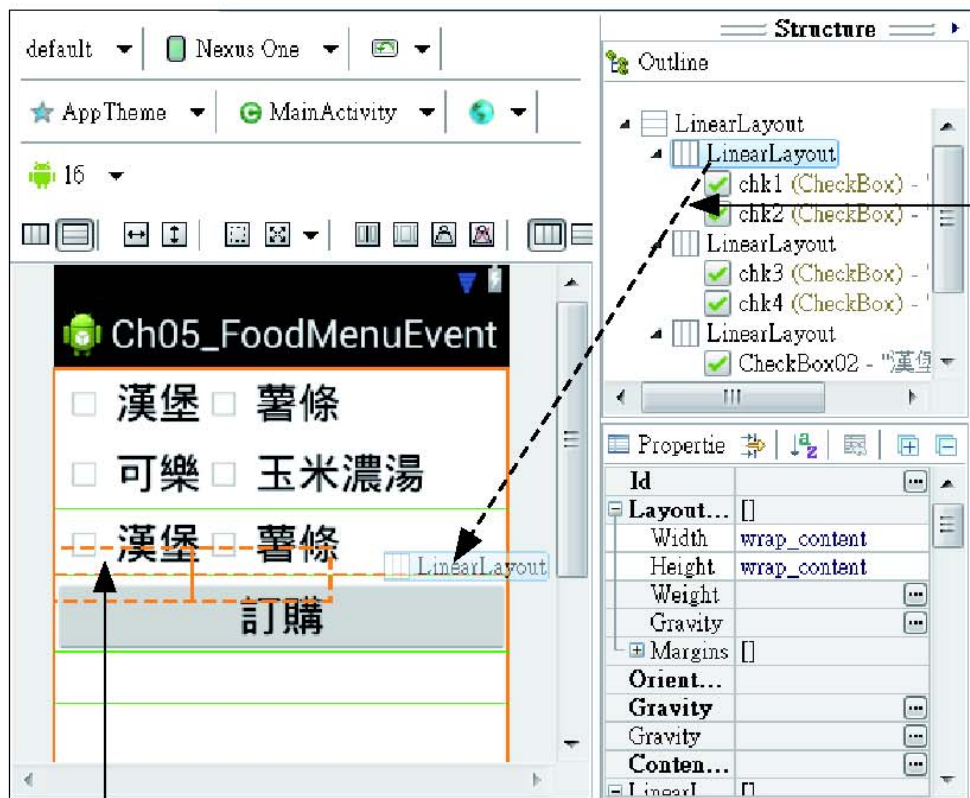 default
Nexus One
AppTheme
MainActivity
16
Ch05_FoodMenuEvent
漢堡 薯條
可樂 玉米濃湯
漢堡 薯條
LinearLayout
訂購
Structure
Outline
LinearLayout
LinearLayout
chk1 (CheckBox) - "
chk2 (CheckBox) - "
LinearLayout
chk3 (CheckBox) - "
chk4 (CheckBox) - "
LinearLayout
CheckBox02 - "漢堡
Propertie
Id
Layout... []
Width wrap_content
Height wrap_content
Weight
Gravity
Margins []
Orient...
Gravity
Gravity
Conten...
LinearL []